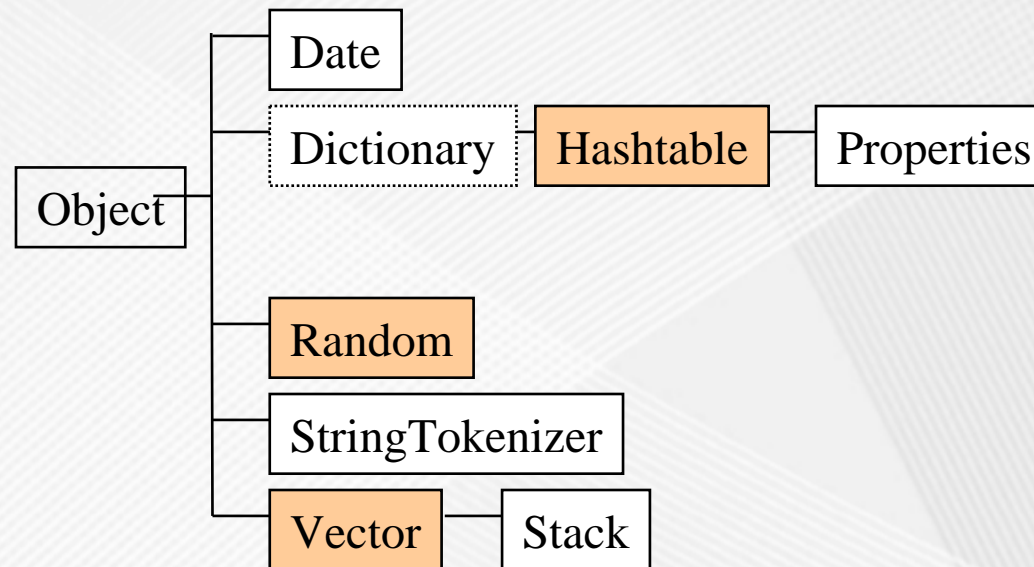 Date
Dictionary Hashtable Properties
Object
Random
StringTokenizer
Vector Stack